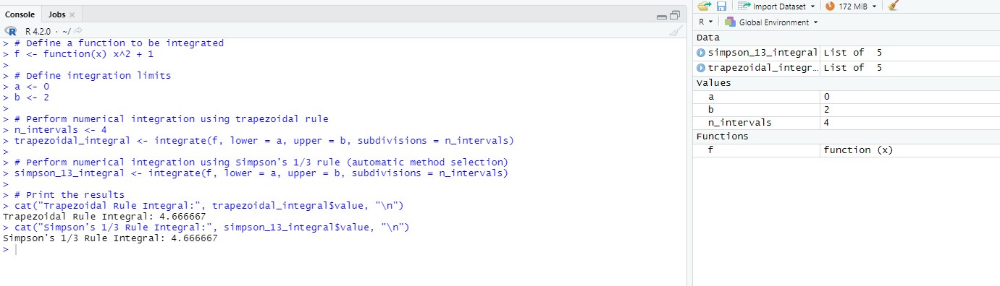 Console Jobs ×
R 4.2.0 · ~/
> # Define a function to be integrated
> f <- function(x) x^2 + 1
>
> # Define integration limits
> a <- 0
> b <- 2
>
> # Perform numerical integration using trapezoidal rule
> n_intervals <- 4
> trapezoidal_integral <- integrate(f, lower = a, upper = b, subdivisions = n_intervals)
>
> # Perform numerical integration using Simpson's 1/3 rule (automatic method selection)
> simpson_13_integral <- integrate(f, lower = a, upper = b, subdivisions = n_intervals)
>
> # Print the results
> cat("Trapezoidal Rule Integral:", trapezoidal_integral$value, "\n")
Trapezoidal Rule Integral: 4.666667
> cat("Simpson's 1/3 Rule Integral:", simpson_13_integral$value, "\n")
Simpson's 1/3 Rule Integral: 4.666667
>
Import Dataset 172 MiB
R Global Environment
Data
simpson_13_integral List of 5
trapezoidal_integr… List of 5
Values
a 0
b 2
n_intervals 4
Functions
f function (x)